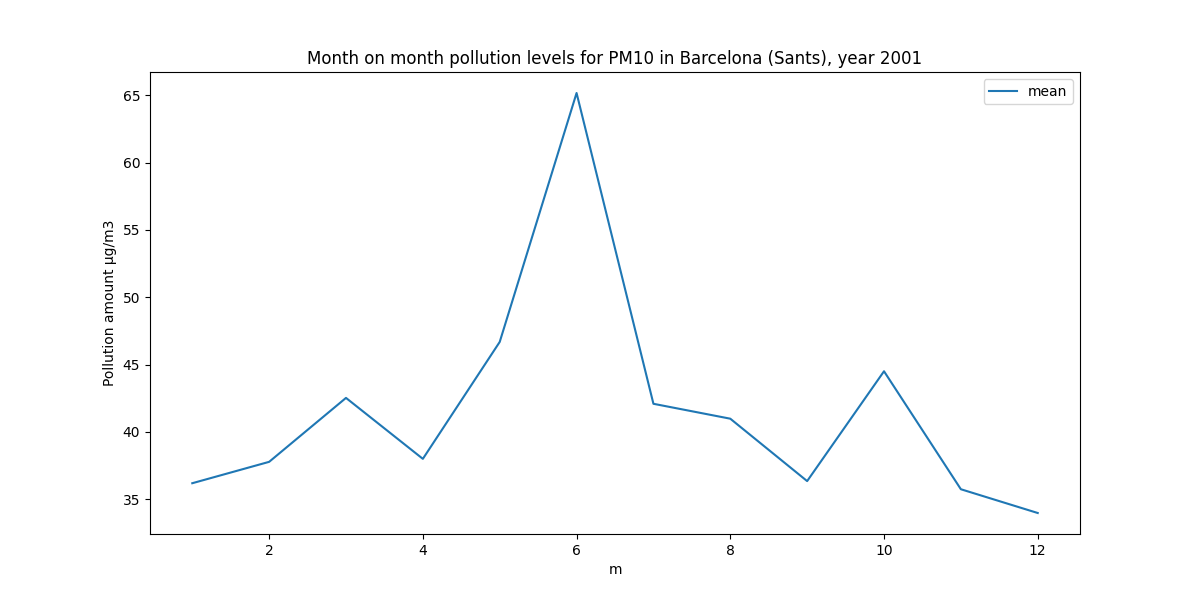 Month on month pollution levels for PM10 in Barcelona (Sants), year 2001
mean
Pollution amount µg/m3
65
60
55
50
45
40
35
2 4 6 8 10 12
m